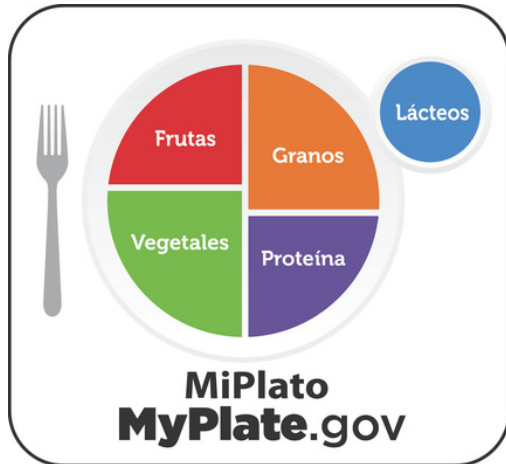 Frutas
Granos
Lácteos
Vegetales
Proteína
MiPlato
MyPlate.gov